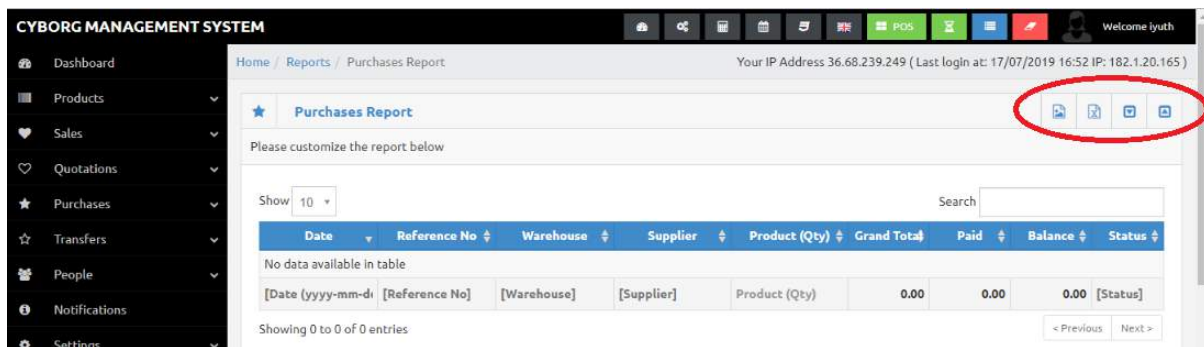 CYBORG MANAGEMENT SYSTEM
POS
Welcome iyuth
Dashboard
Home / Reports / Purchases Report
Your IP Address 36.68.239.249 ( Last login at: 17/07/2019 16:52 IP: 182.1.20.165 )
Products
Purchases Report
Sales
Please customize the report below
Quotations
Purchases
Show 10
Search
Transfers
Date Reference No Warehouse Supplier Product (Qty) Grand Total Paid Balance Status
People
No data available in table
[Date (yyyy-mm-d [Reference No] [Warehouse] [Supplier] Product (Qty) 0.00 0.00 0.00 [Status]
Notifications
Showing 0 to 0 of 0 entries
< Previous Next >
Settings